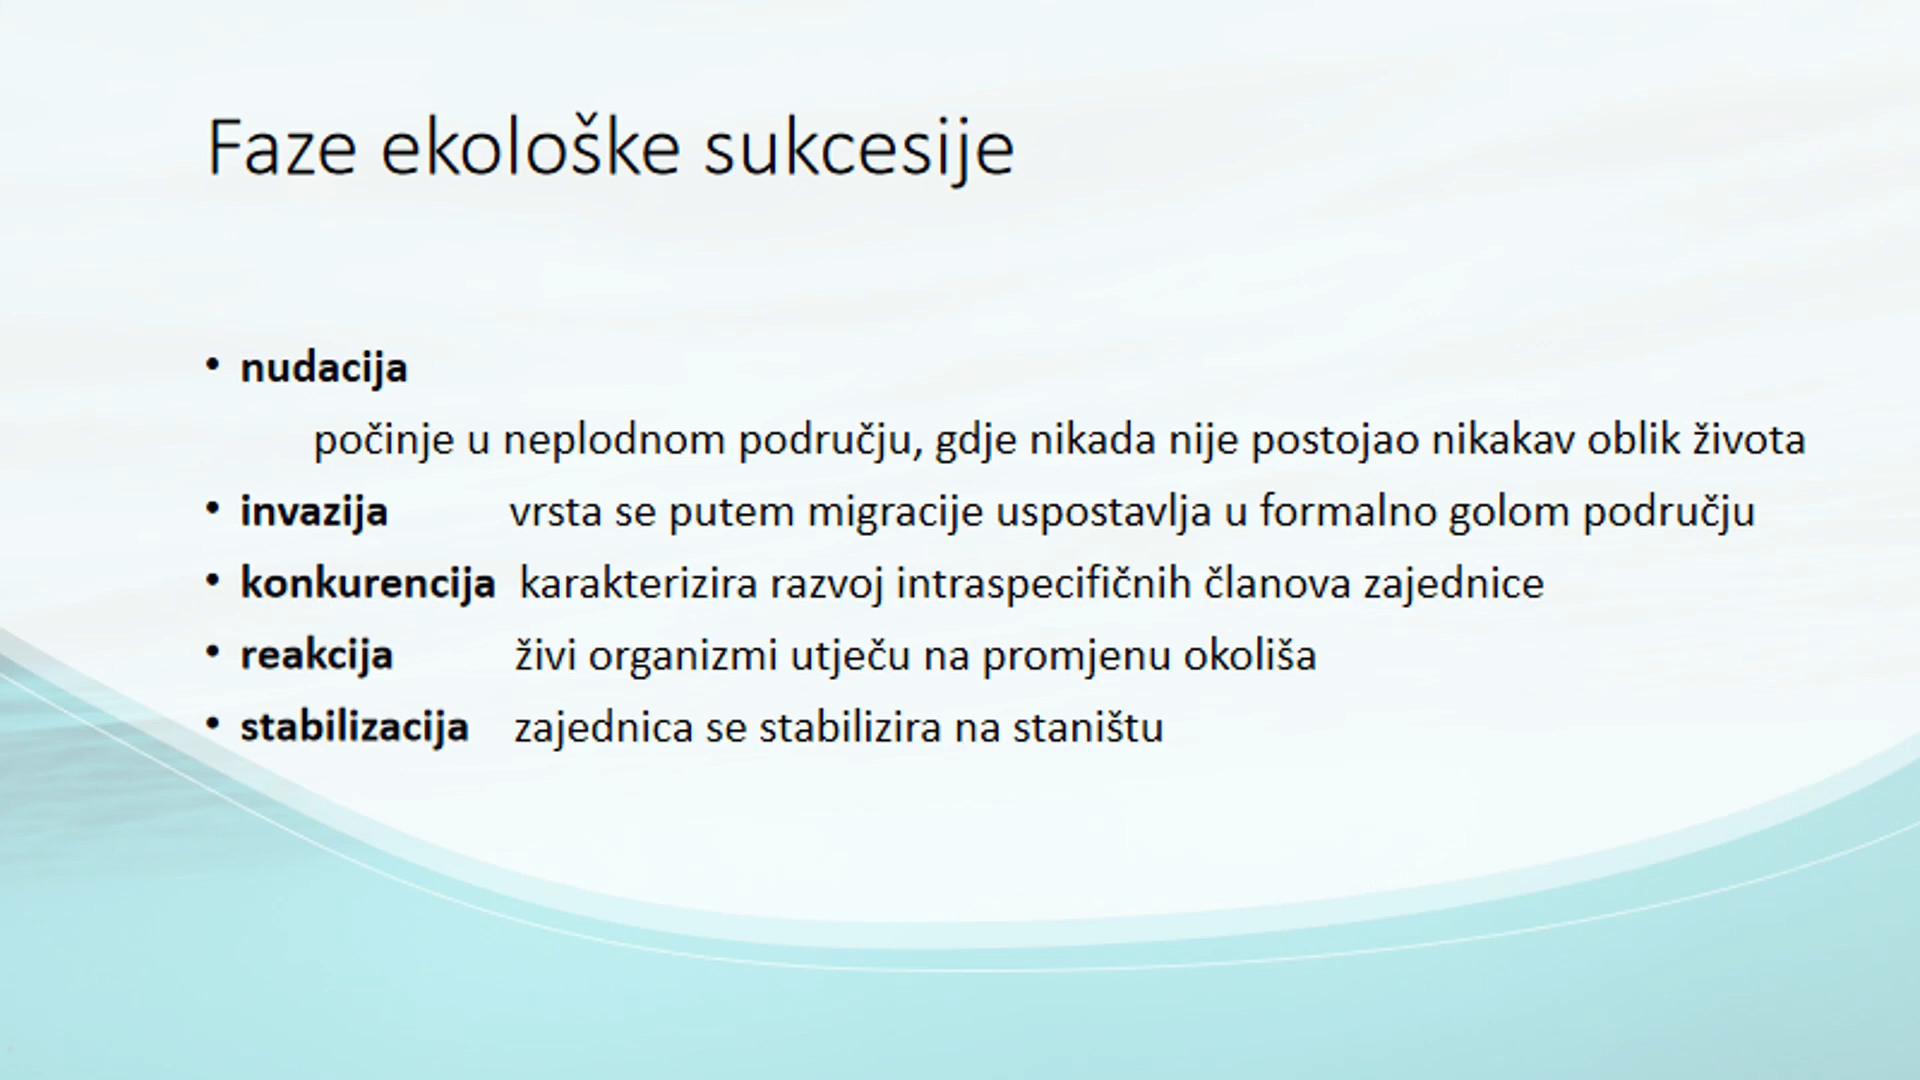 Faze ekološke sukcesije
• nudacija
počinje u neplodnom području, gdje nikada nije postojao nikakav oblik života
• invazija vrsta se putem migracije uspostavlja u formalno golom području
• konkurencija karakterizira razvoj intraspecifičnih članova zajednice
• reakcija živi organizmi utječu na promjenu okoliša
• stabilizacija zajednica se stabilizira na staništu